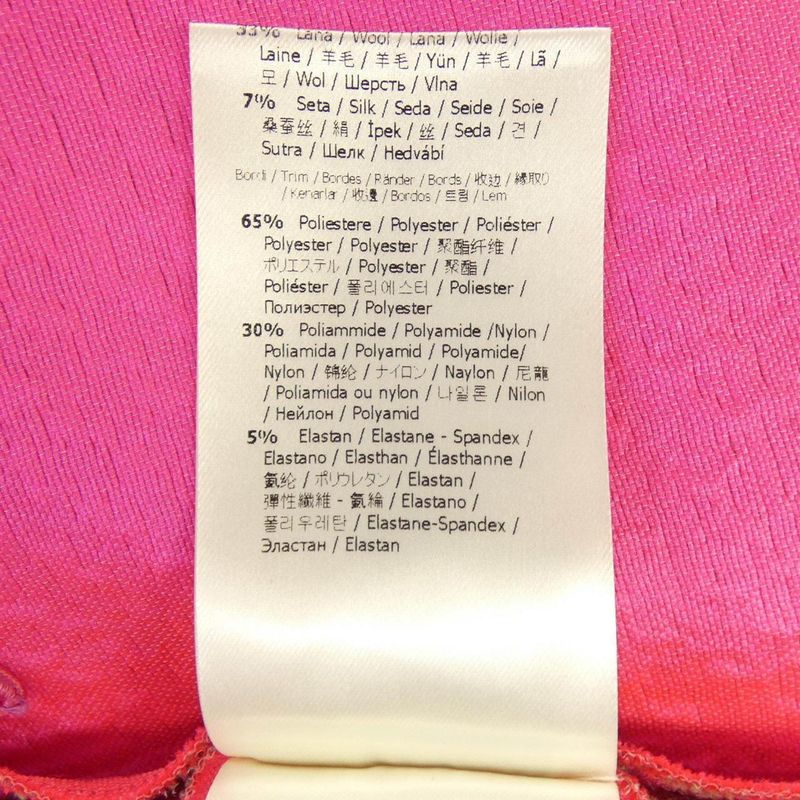 33% Lana / Wool / Lana / Wolle /
Laine / 羊毛 / 羊毛 / Yün / 羊毛 / Lã /
모 / Wol / Шерсть / Vlna
7% Seta / Silk / Seda / Seide / Soie /
桑蚕丝 / 絹 / İpek / 丝 / Seda / 견 /
Sutra / Шелк / Hedvábí
Bordi / Trim / Bordes / Ränder / Bords / 收边 / 縁取り
/ Kenarlar / 收邊 / Bordos / 트림 / Lem
65% Poliestere / Polyester / Poliéster /
Polyester / Polyester / 聚酯纤维 /
ポリエステル / Polyester / 聚酯 /
Poliéster / 폴리에스터 / Poliester /
Полиэстер / Polyester
30% Poliammide / Polyamide /Nylon /
Poliamida / Polyamid / Polyamide/
Nylon / 锦纶 / ナイロン / Naylon / 尼龍
/ Poliamida ou nylon / 나일론 / Nilon
/ Нейлон / Polyamid
5% Elastan / Elastane - Spandex /
Elastano / Elasthan / Élasthanne /
氨纶 / ポリウレタン / Elastan /
彈性纖維 - 氨綸 / Elastano /
폴리우레탄 / Elastane-Spandex /
Эластан / Elastan